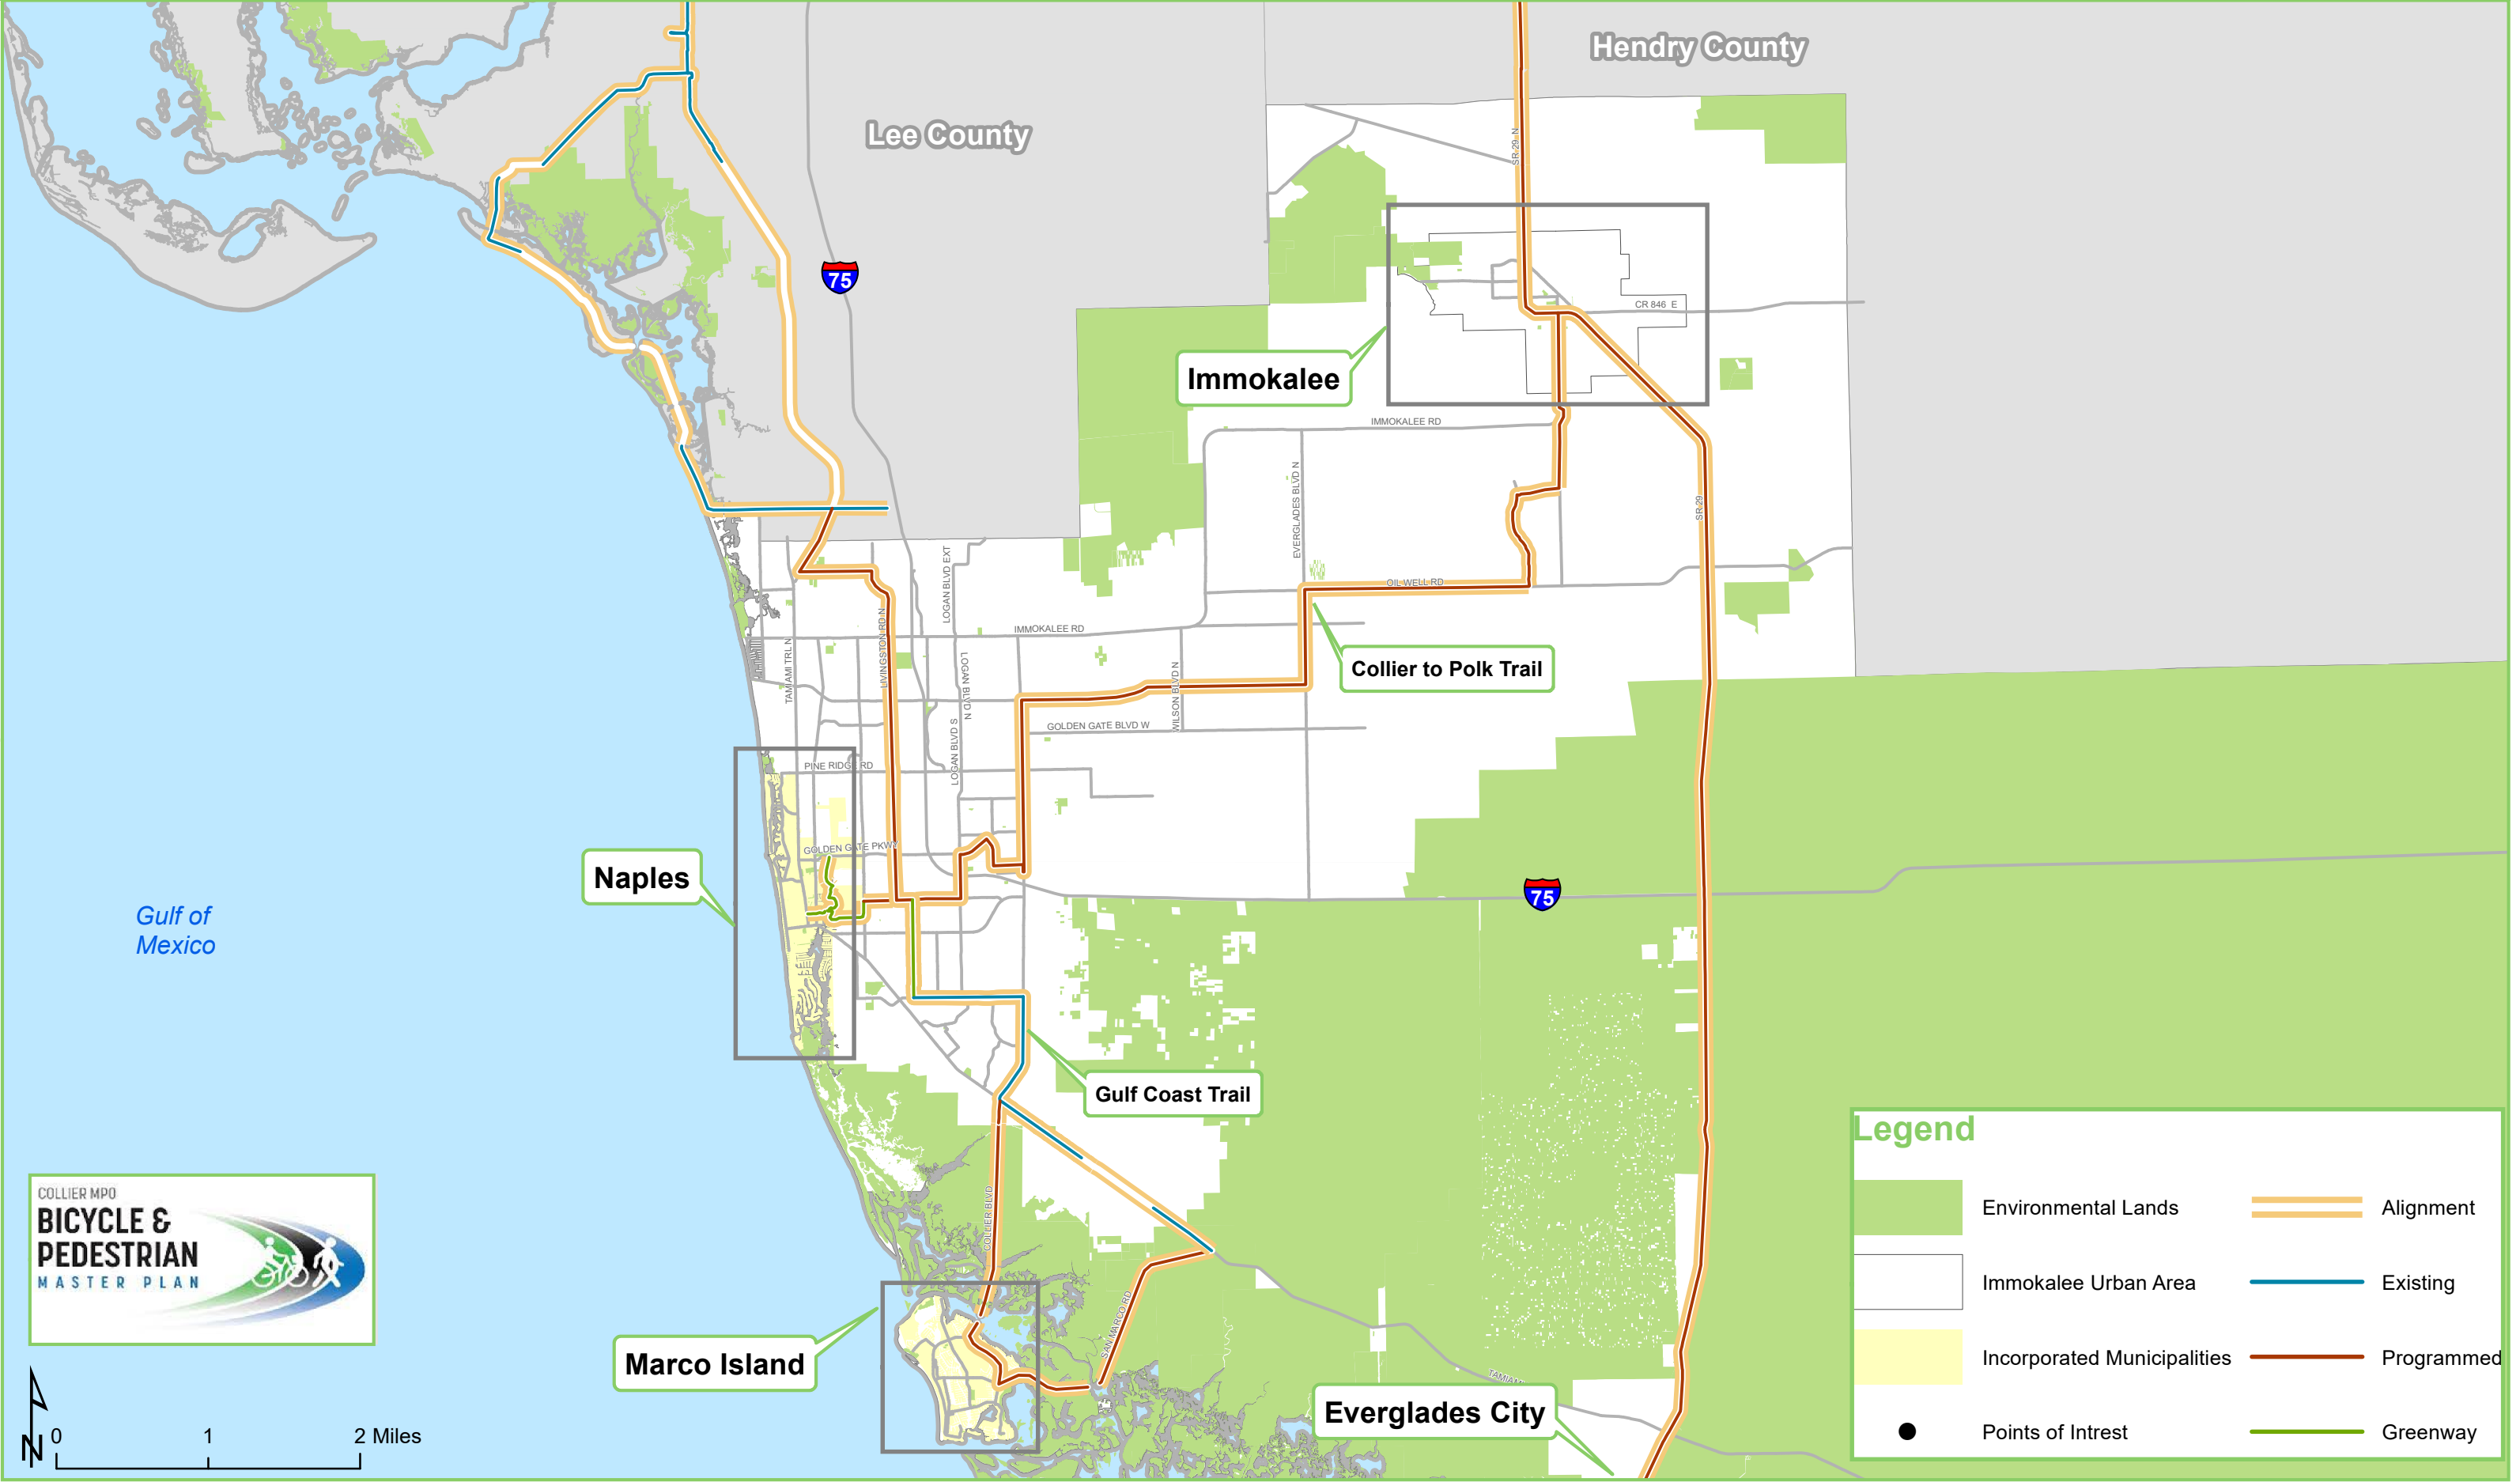 Hendry County
Lee County
SR 29 N
75
CR 846 E
Immokalee
IMMOKALEE RD
EVERGLADES BLVD N
SR 29
LOGAN BLVD EXT
OIL WELL RD
LIVINGSTON RD N
IMMOKALEE RD
TAMIAMI TRL N
LOGAN BLVD N
WILSON BLVD N
Collier to Polk Trail
LOGAN BLVD S
GOLDEN GATE BLVD W
PINE RIDGE RD
GOLDEN GATE PKWY
Naples
75
Gulf of
Mexico
Gulf Coast Trail
COLLIER BLVD
SAN MARCO RD
Marco Island
TAMIAMI
Everglades City
COLLIER MPO
BICYCLE &
PEDESTRIAN
MASTER PLAN
N
0 1 2 Miles
Legend
Environmental Lands
Alignment
Immokalee Urban Area
Existing
Incorporated Municipalities
Programmed
Points of Intrest
Greenway